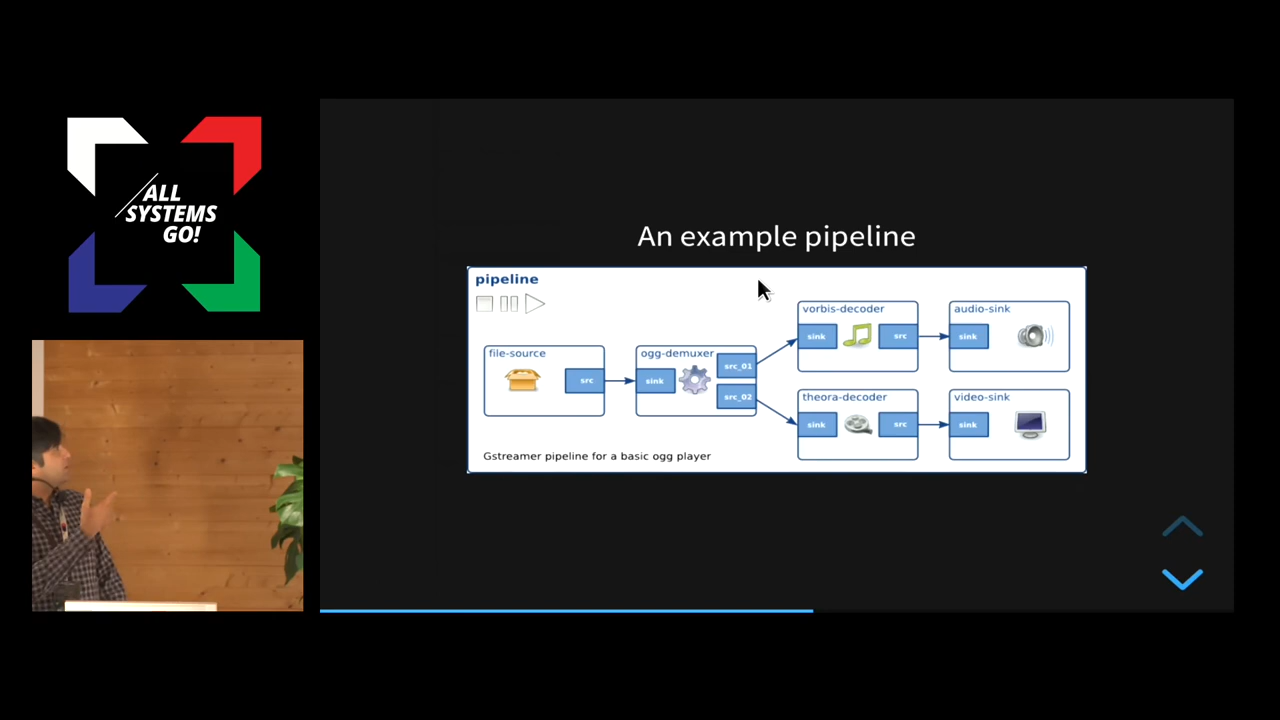 ALL
SYSTEMS
GO!
An example pipeline
pipeline
file-source
src
ogg-demuxer
sink
src_01
src_02
vorbis-decoder
sink
src
audio-sink
sink
theora-decoder
sink
src
video-sink
sink
Gstreamer pipeline for a basic ogg player